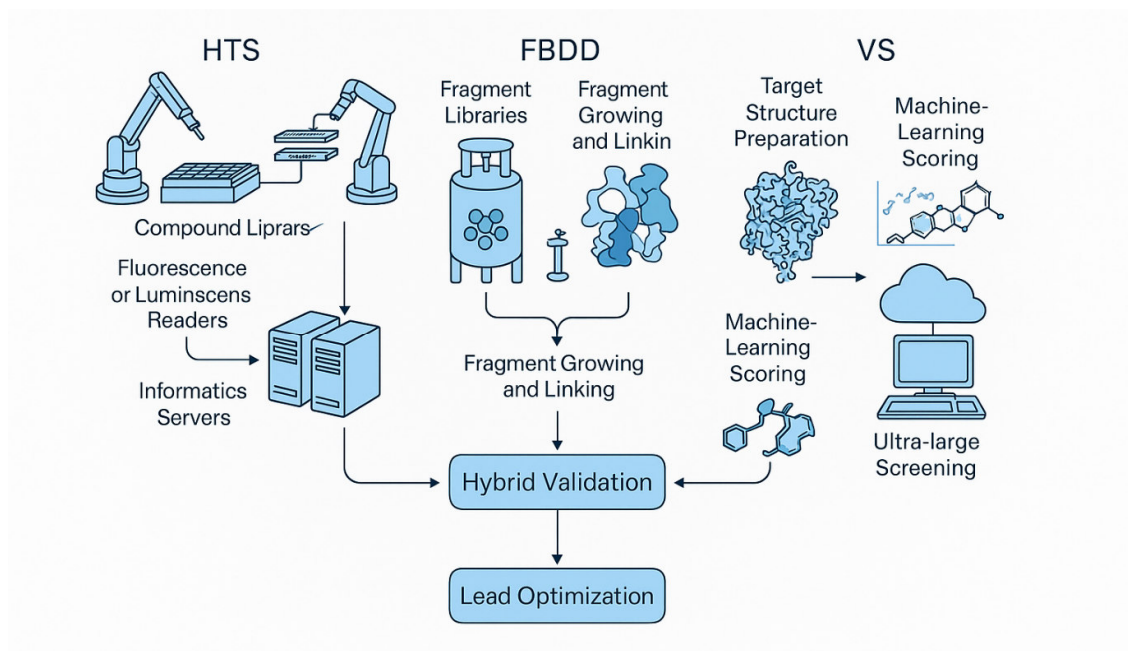 HTS
Compound Liprars
Fluorescence
or Luminscens
Readers
Informatics
Servers
FBDD
Fragment
Libraries
Fragment
Growing
and Linkin
Fragment Growing
and Linking
VS
Target
Structure
Preparation
Machine-
Learning
Scoring
Machine-
Learning
Scoring
Ultra-large
Screening
Hybrid Validation
Lead Optimization